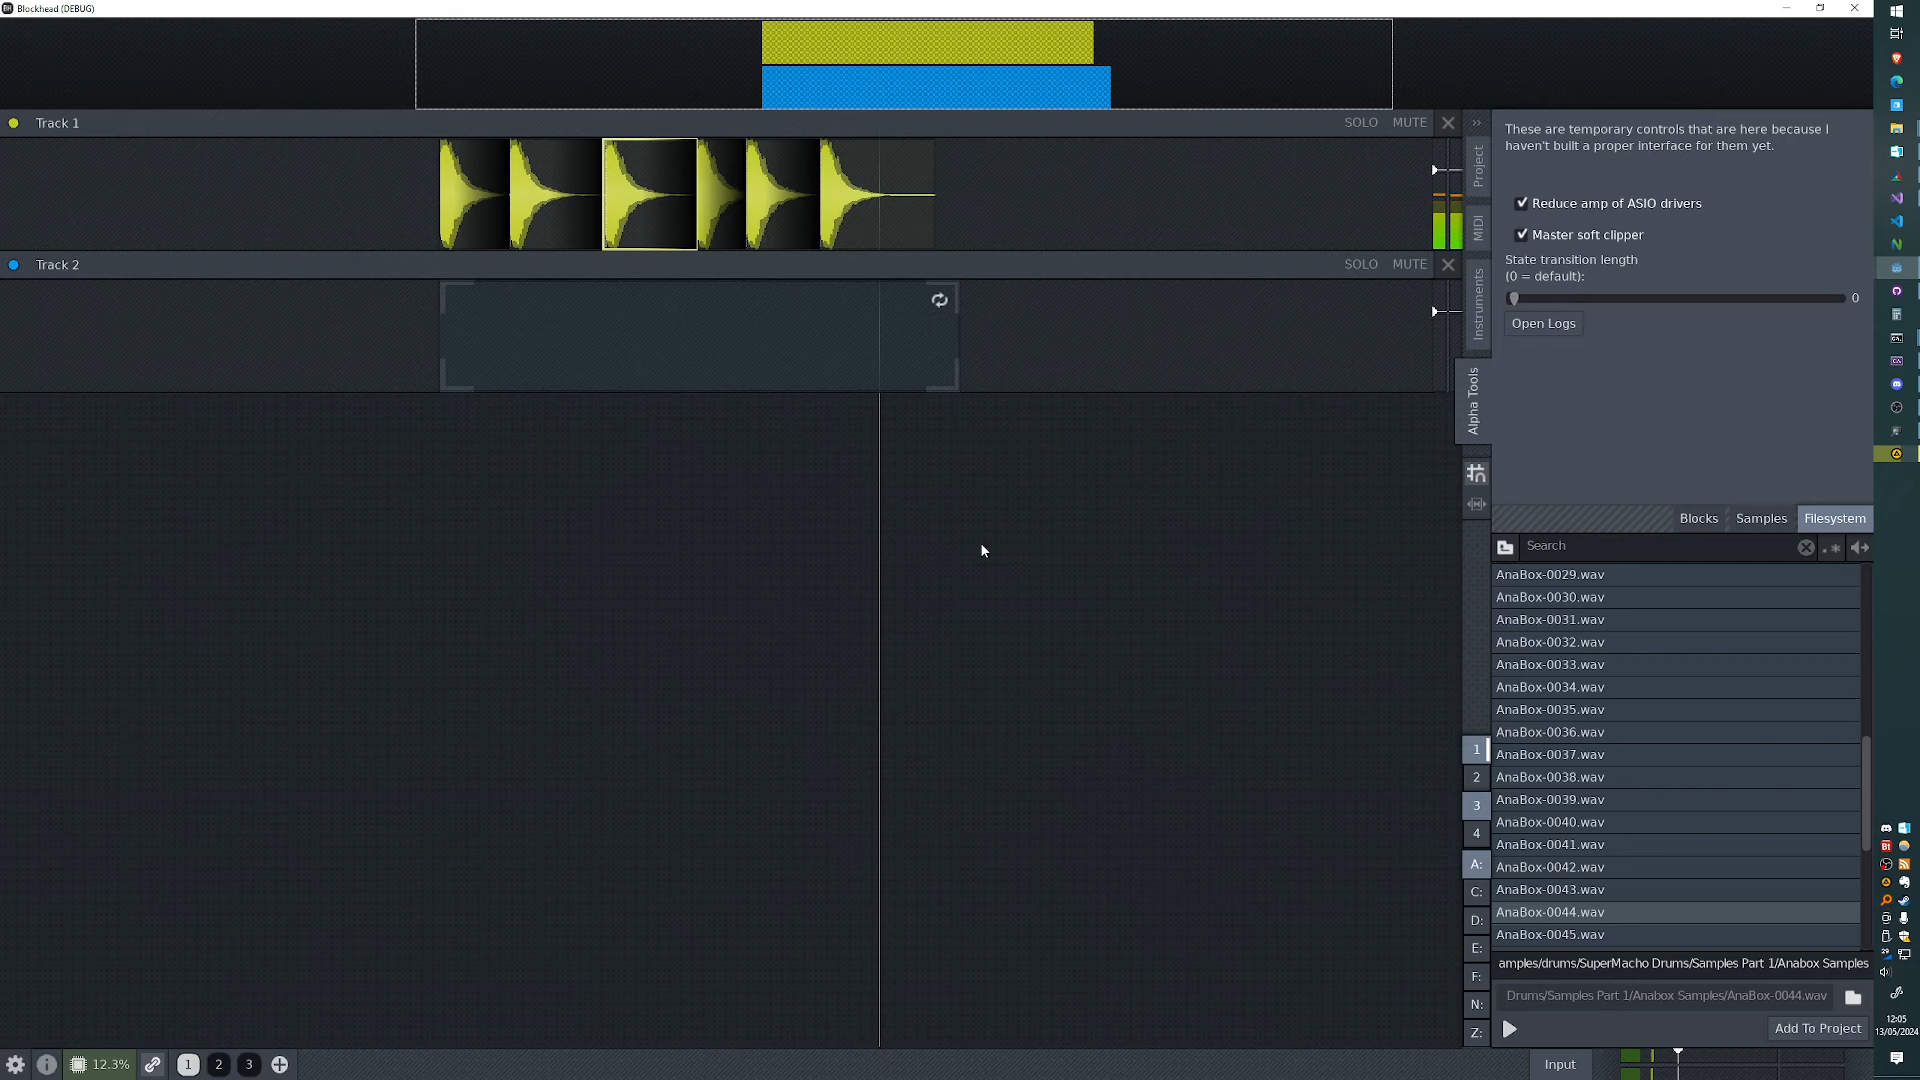 Blockhead (DEBUG)
Track 1
SOLO MUTE
Track 2
SOLO MUTE
Project
MIDI
Instruments
Alpha Tools
These are temporary controls that are here because I
haven't built a proper interface for them yet.
Reduce amp of ASIO drivers
Master soft clipper
State transition length
(0 = default):
0
Open Logs
Blocks Samples Filesystem
Search
.*
AnaBox-0029.wav
AnaBox-0030.wav
AnaBox-0031.wav
AnaBox-0032.wav
AnaBox-0033.wav
AnaBox-0034.wav
AnaBox-0035.wav
AnaBox-0036.wav
AnaBox-0037.wav
AnaBox-0038.wav
AnaBox-0039.wav
AnaBox-0040.wav
AnaBox-0041.wav
AnaBox-0042.wav
AnaBox-0043.wav
AnaBox-0044.wav
AnaBox-0045.wav
1
2
3
4
A:
C:
D:
E:
F:
N:
Z:
amples/drums/SuperMacho Drums/Samples Part 1/Anabox Samples
Drums/Samples Part 1/Anabox Samples/AnaBox-0044.wav
Add To Project
12.3% 1 2 3
Input
12:05
13/05/2024